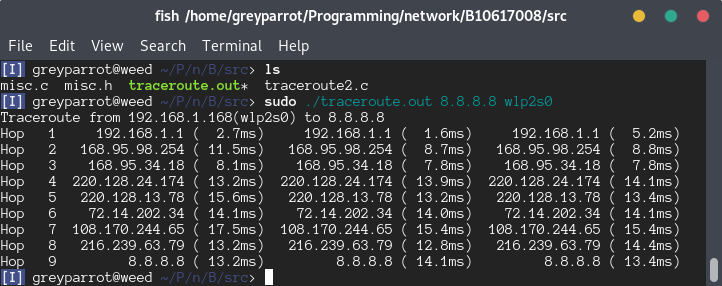 fish /home/greyparrot/Programming/network/B10617008/src
File Edit View Search Terminal Help
[I] greyparrot@weed ~/P/n/B/src> ls
misc.c misc.h traceroute.out* traceroute2.c
[I] greyparrot@weed ~/P/n/B/src> sudo ./traceroute.out 8.8.8.8 wlp2s0
Traceroute from 192.168.1.168(wlp2s0) to 8.8.8.8
Hop 1 192.168.1.1 ( 2.7ms) 192.168.1.1 ( 1.6ms) 192.168.1.1 ( 5.2ms)
Hop 2 168.95.98.254 ( 11.5ms) 168.95.98.254 ( 8.7ms) 168.95.98.254 ( 8.8ms)
Hop 3 168.95.34.18 ( 8.1ms) 168.95.34.18 ( 7.8ms) 168.95.34.18 ( 7.8ms)
Hop 4 220.128.24.174 ( 13.2ms) 220.128.24.174 ( 13.9ms) 220.128.24.174 ( 14.1ms)
Hop 5 220.128.13.78 ( 15.6ms) 220.128.13.78 ( 13.2ms) 220.128.13.78 ( 13.4ms)
Hop 6 72.14.202.34 ( 14.1ms) 72.14.202.34 ( 14.0ms) 72.14.202.34 ( 14.1ms)
Hop 7 108.170.244.65 ( 17.5ms) 108.170.244.65 ( 15.4ms) 108.170.244.65 ( 15.4ms)
Hop 8 216.239.63.79 ( 13.2ms) 216.239.63.79 ( 12.8ms) 216.239.63.79 ( 14.4ms)
Hop 9 8.8.8.8 ( 13.2ms) 8.8.8.8 ( 14.1ms) 8.8.8.8 ( 13.4ms)
[I] greyparrot@weed ~/P/n/B/src>